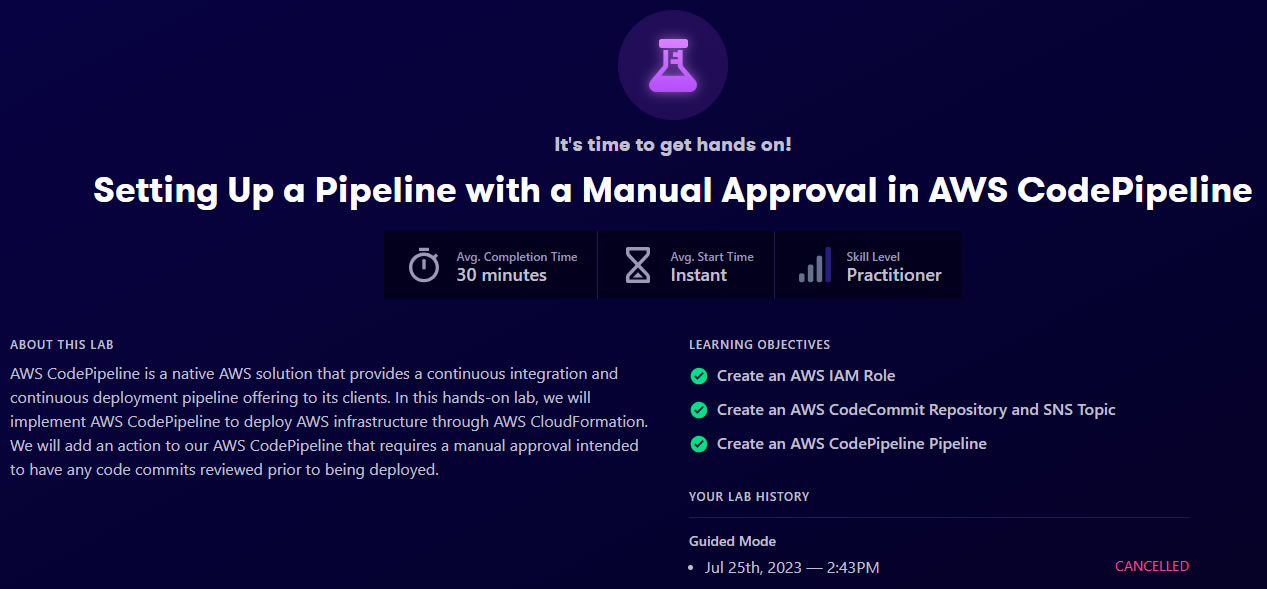 It's time to get hands on!
Setting Up a Pipeline with a Manual Approval in AWS CodePipeline
Avg. Completion Time
30 minutes
Avg. Start Time
Instant
Skill Level
Practitioner
ABOUT THIS LAB
AWS CodePipeline is a native AWS solution that provides a continuous integration and
continuous deployment pipeline offering to its clients. In this hands-on lab, we will
implement AWS CodePipeline to deploy AWS infrastructure through AWS CloudFormation.
We will add an action to our AWS CodePipeline that requires a manual approval intended
to have any code commits reviewed prior to being deployed.
LEARNING OBJECTIVES
Create an AWS IAM Role
Create an AWS CodeCommit Repository and SNS Topic
Create an AWS CodePipeline Pipeline
YOUR LAB HISTORY
Guided Mode
• Jul 25th, 2023 — 2:43PM CANCELLED